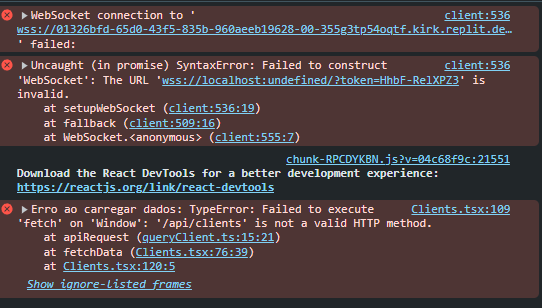 WebSocket connection to ' client:536
wss://01326bfd-65d0-43f5-835b-960aeeb19628-00-355g3tp54oqtf.kirk.replit.de…
' failed:
Uncaught (in promise) SyntaxError: Failed to construct client:536
'WebSocket': The URL 'wss://localhost:undefined/?token=HhbF-RelXPZ3' is
invalid.
at setupWebSocket (client:536:19)
at fallback (client:509:16)
at WebSocket.<anonymous> (client:555:7)
chunk-RPCDYKBN.js?v=04c68f9c:21551
Download the React DevTools for a better development experience:
https://reactjs.org/link/react-devtools
Erro ao carregar dados: TypeError: Failed to execute Clients.tsx:109
'fetch' on 'Window': '/api/clients' is not a valid HTTP method.
at apiRequest (queryClient.ts:15:21)
at fetchData (Clients.tsx:76:39)
at Clients.tsx:120:5
Show ignore-listed frames